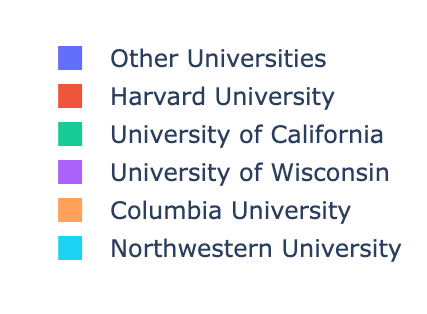 Other Universities
Harvard University
University of California
University of Wisconsin
Columbia University
Northwestern University